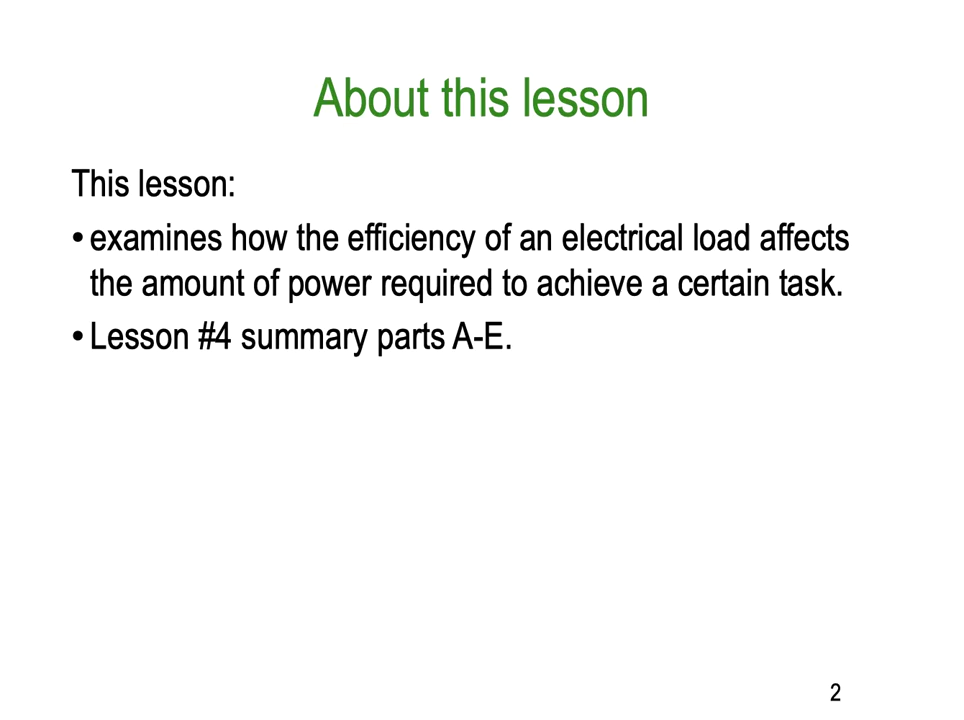 About this lesson
This lesson:
• examines how the efficiency of an electrical load affects
the amount of power required to achieve a certain task.
• Lesson #4 summary parts A-E.
2